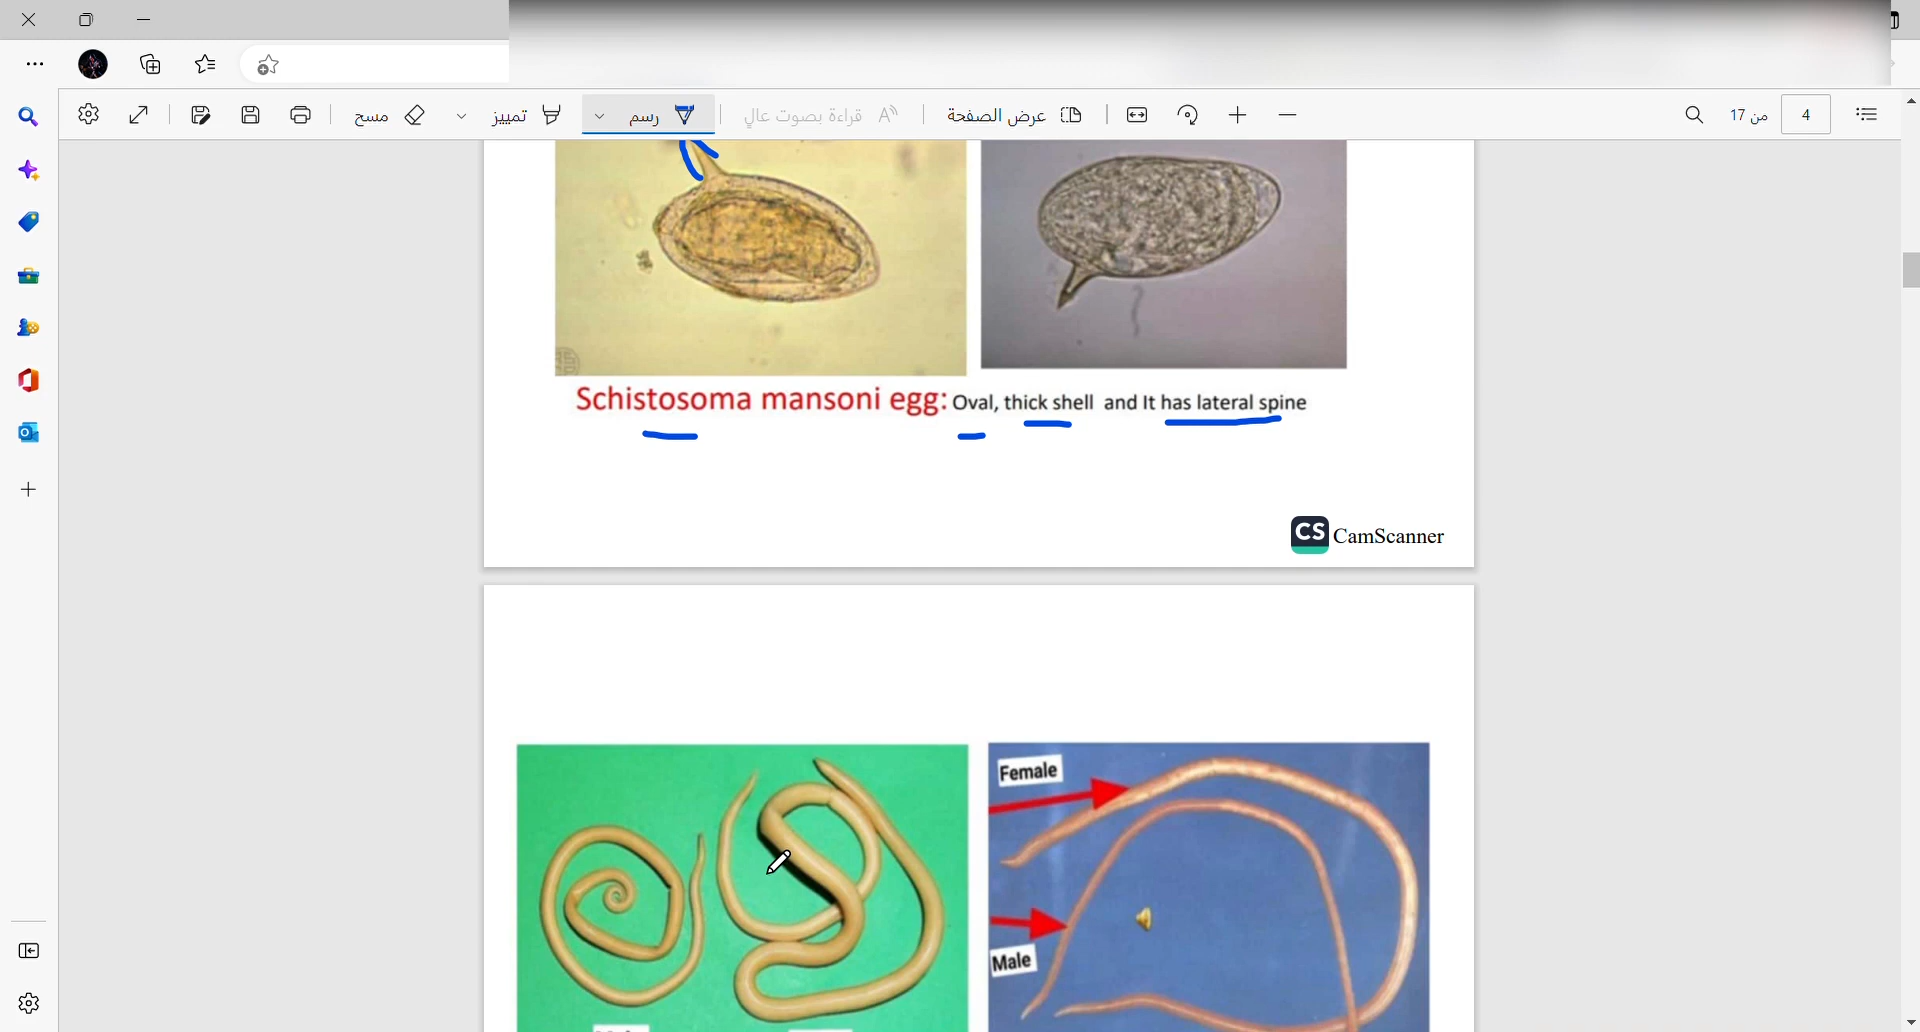 مسح
تمييز
رسم
قراءة بصوت عالٍ
عرض الصفحة
من 17
4
Schistosoma mansoni egg: Oval, thick shell and It has lateral spine
CS CamScanner
Female
Male